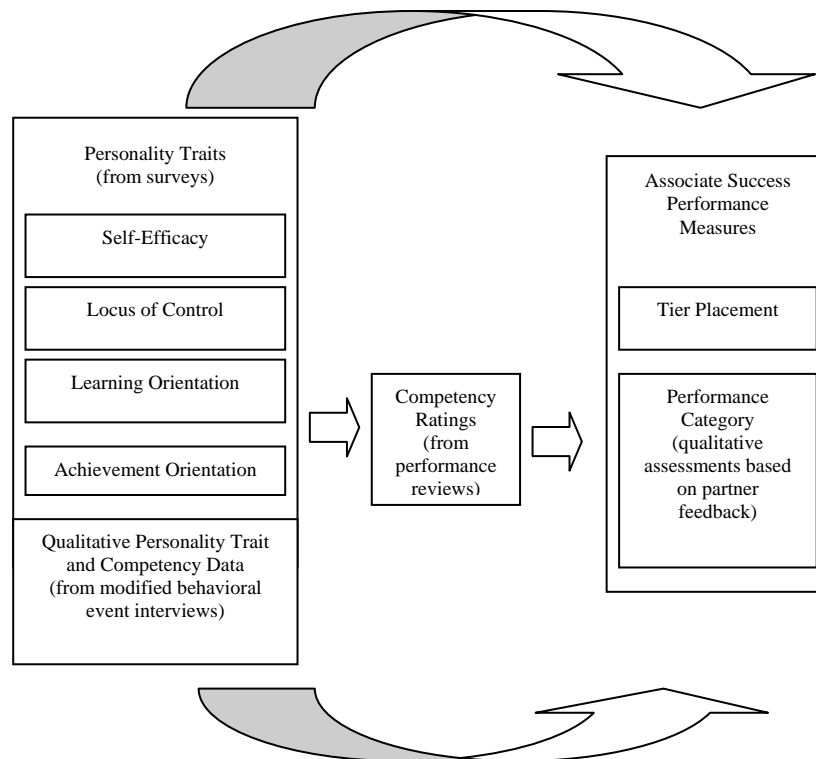 Personality Traits
(from surveys)
Self-Efficacy
Locus of Control
Learning Orientation
Achievement Orientation
Qualitative Personality Trait
and Competency Data
(from modified behavioral
event interviews)
Competency
Ratings
(from
performance
reviews)
Associate Success
Performance
Measures
Tier Placement
Performance
Category
(qualitative
assessments based
on partner
feedback)